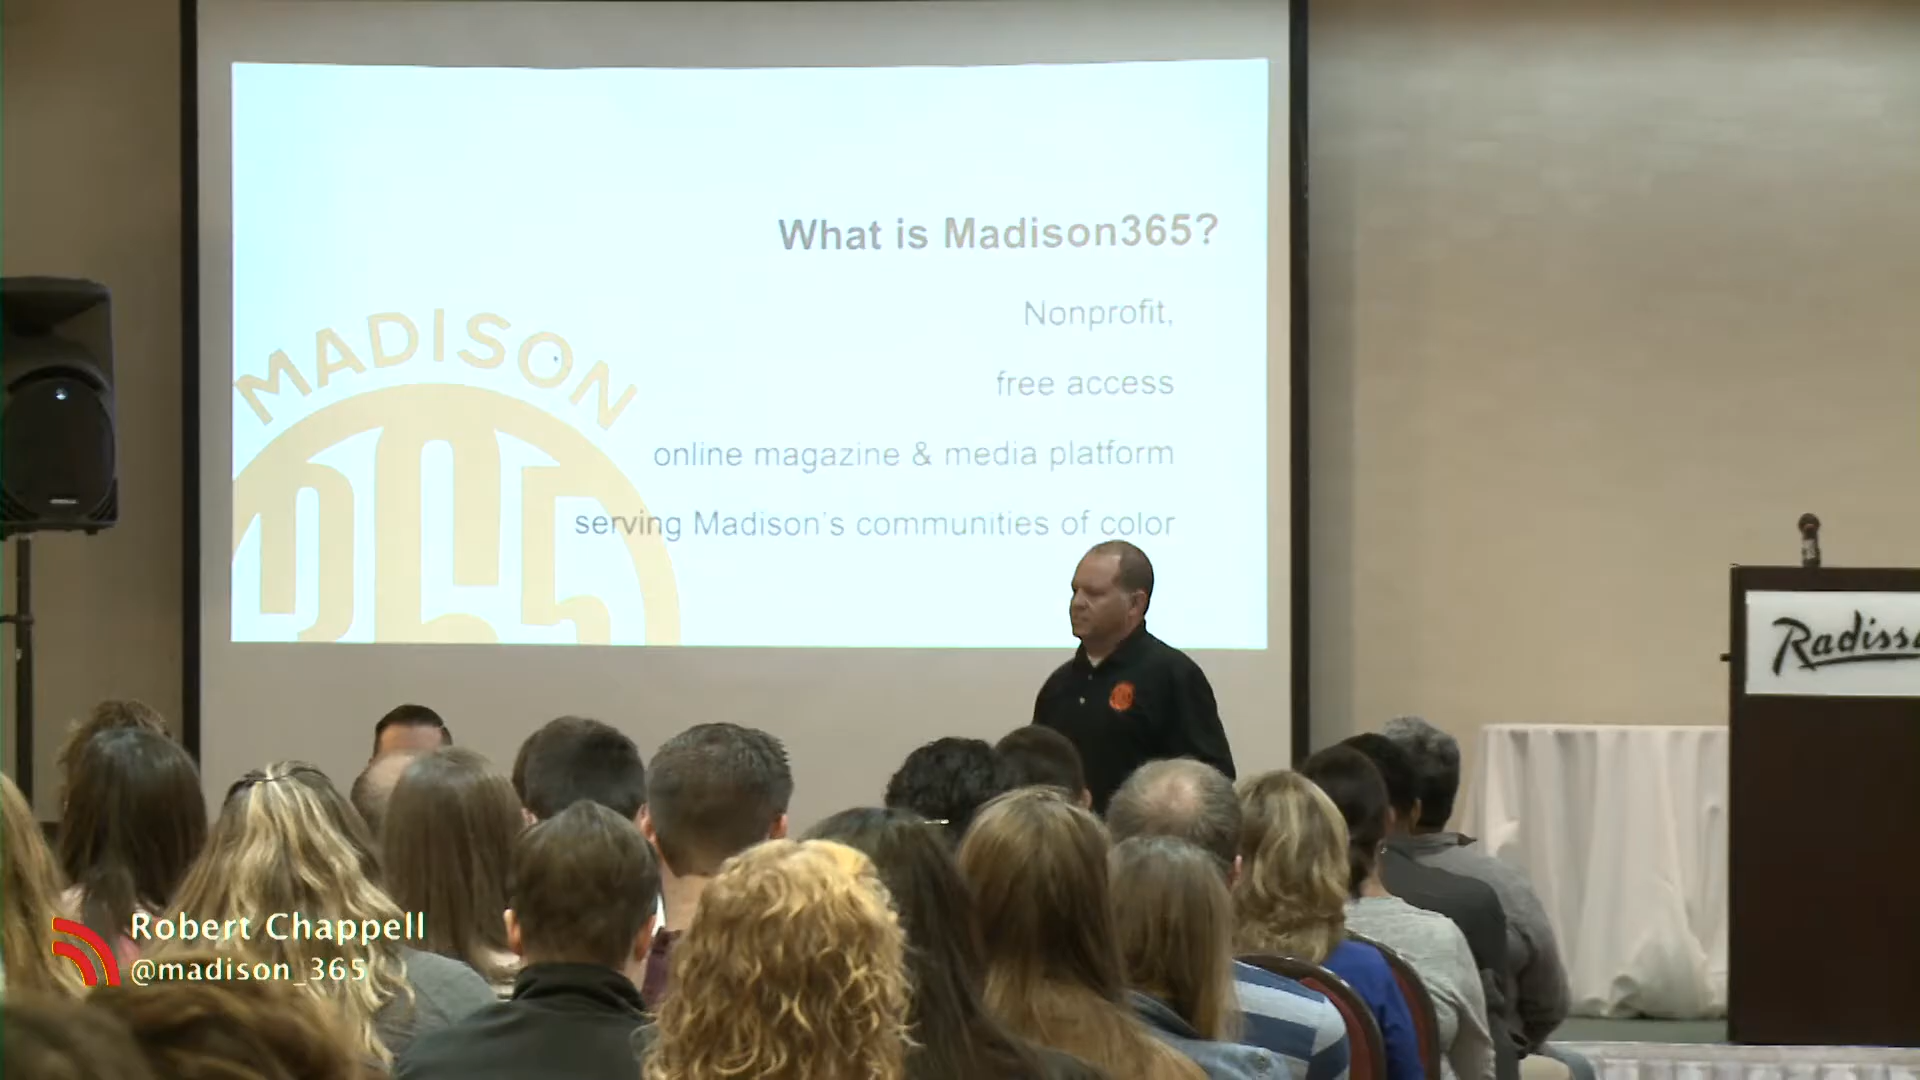 What is Madison365?
Nonprofit,
free access
online magazine & media platform
serving Madison's communities of color
MADISON
365
Robert Chappell
@madison_365